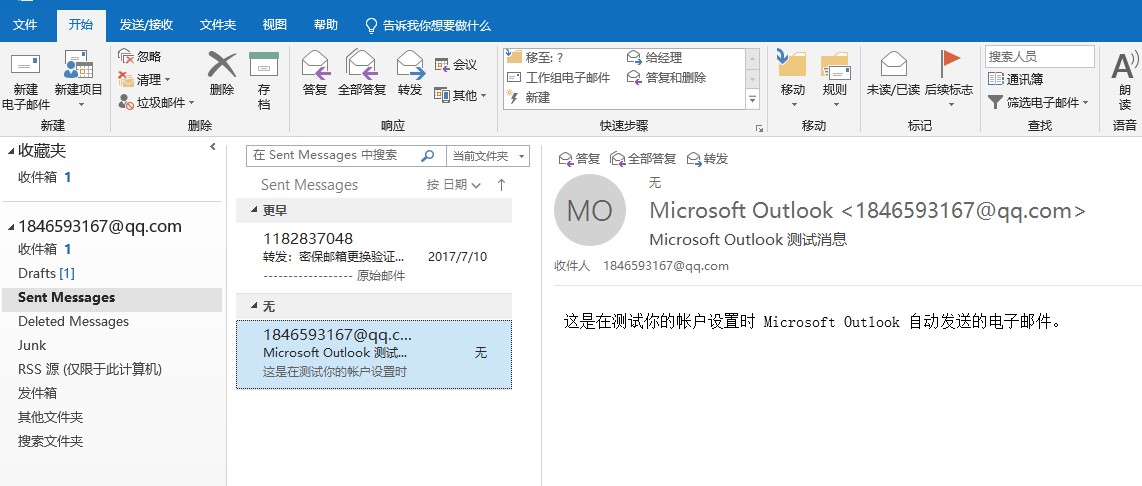 文件 开始 发送/接收 文件夹 视图 帮助 告诉我你想要做什么
新建
电子邮件
新建项目
新建
忽略
清理
垃圾邮件
删除
存
档
删除
答复 全部答复 转发
会议
其他
响应
移至: ?
工作组电子邮件
新建
给经理
答复和删除
快速步骤
移动 规则
移动
未读/已读 后续标志
标记
搜索人员
通讯簿
筛选电子邮件
查找
A
朗
读
语音
收藏夹
收件箱 1
1846593167@qq.com
收件箱 1
Drafts [1]
Sent Messages
Deleted Messages
Junk
RSS 源 (仅限于此计算机)
发件箱
其他文件夹
搜索文件夹
在 Sent Messages 中搜索 当前文件夹
Sent Messages 按 日期
更早
1182837048
转发：密保邮箱更换验证... 2017/7/10
------------------ 原始邮件
无
1846593167@qq.c...
Microsoft Outlook 测试... 无
这是在测试你的帐户设置时
答复 全部答复 转发
无
MO
Microsoft Outlook <1846593167@qq.com>
Microsoft Outlook 测试消息
收件人 1846593167@qq.com
这是在测试你的帐户设置时 Microsoft Outlook 自动发送的电子邮件。